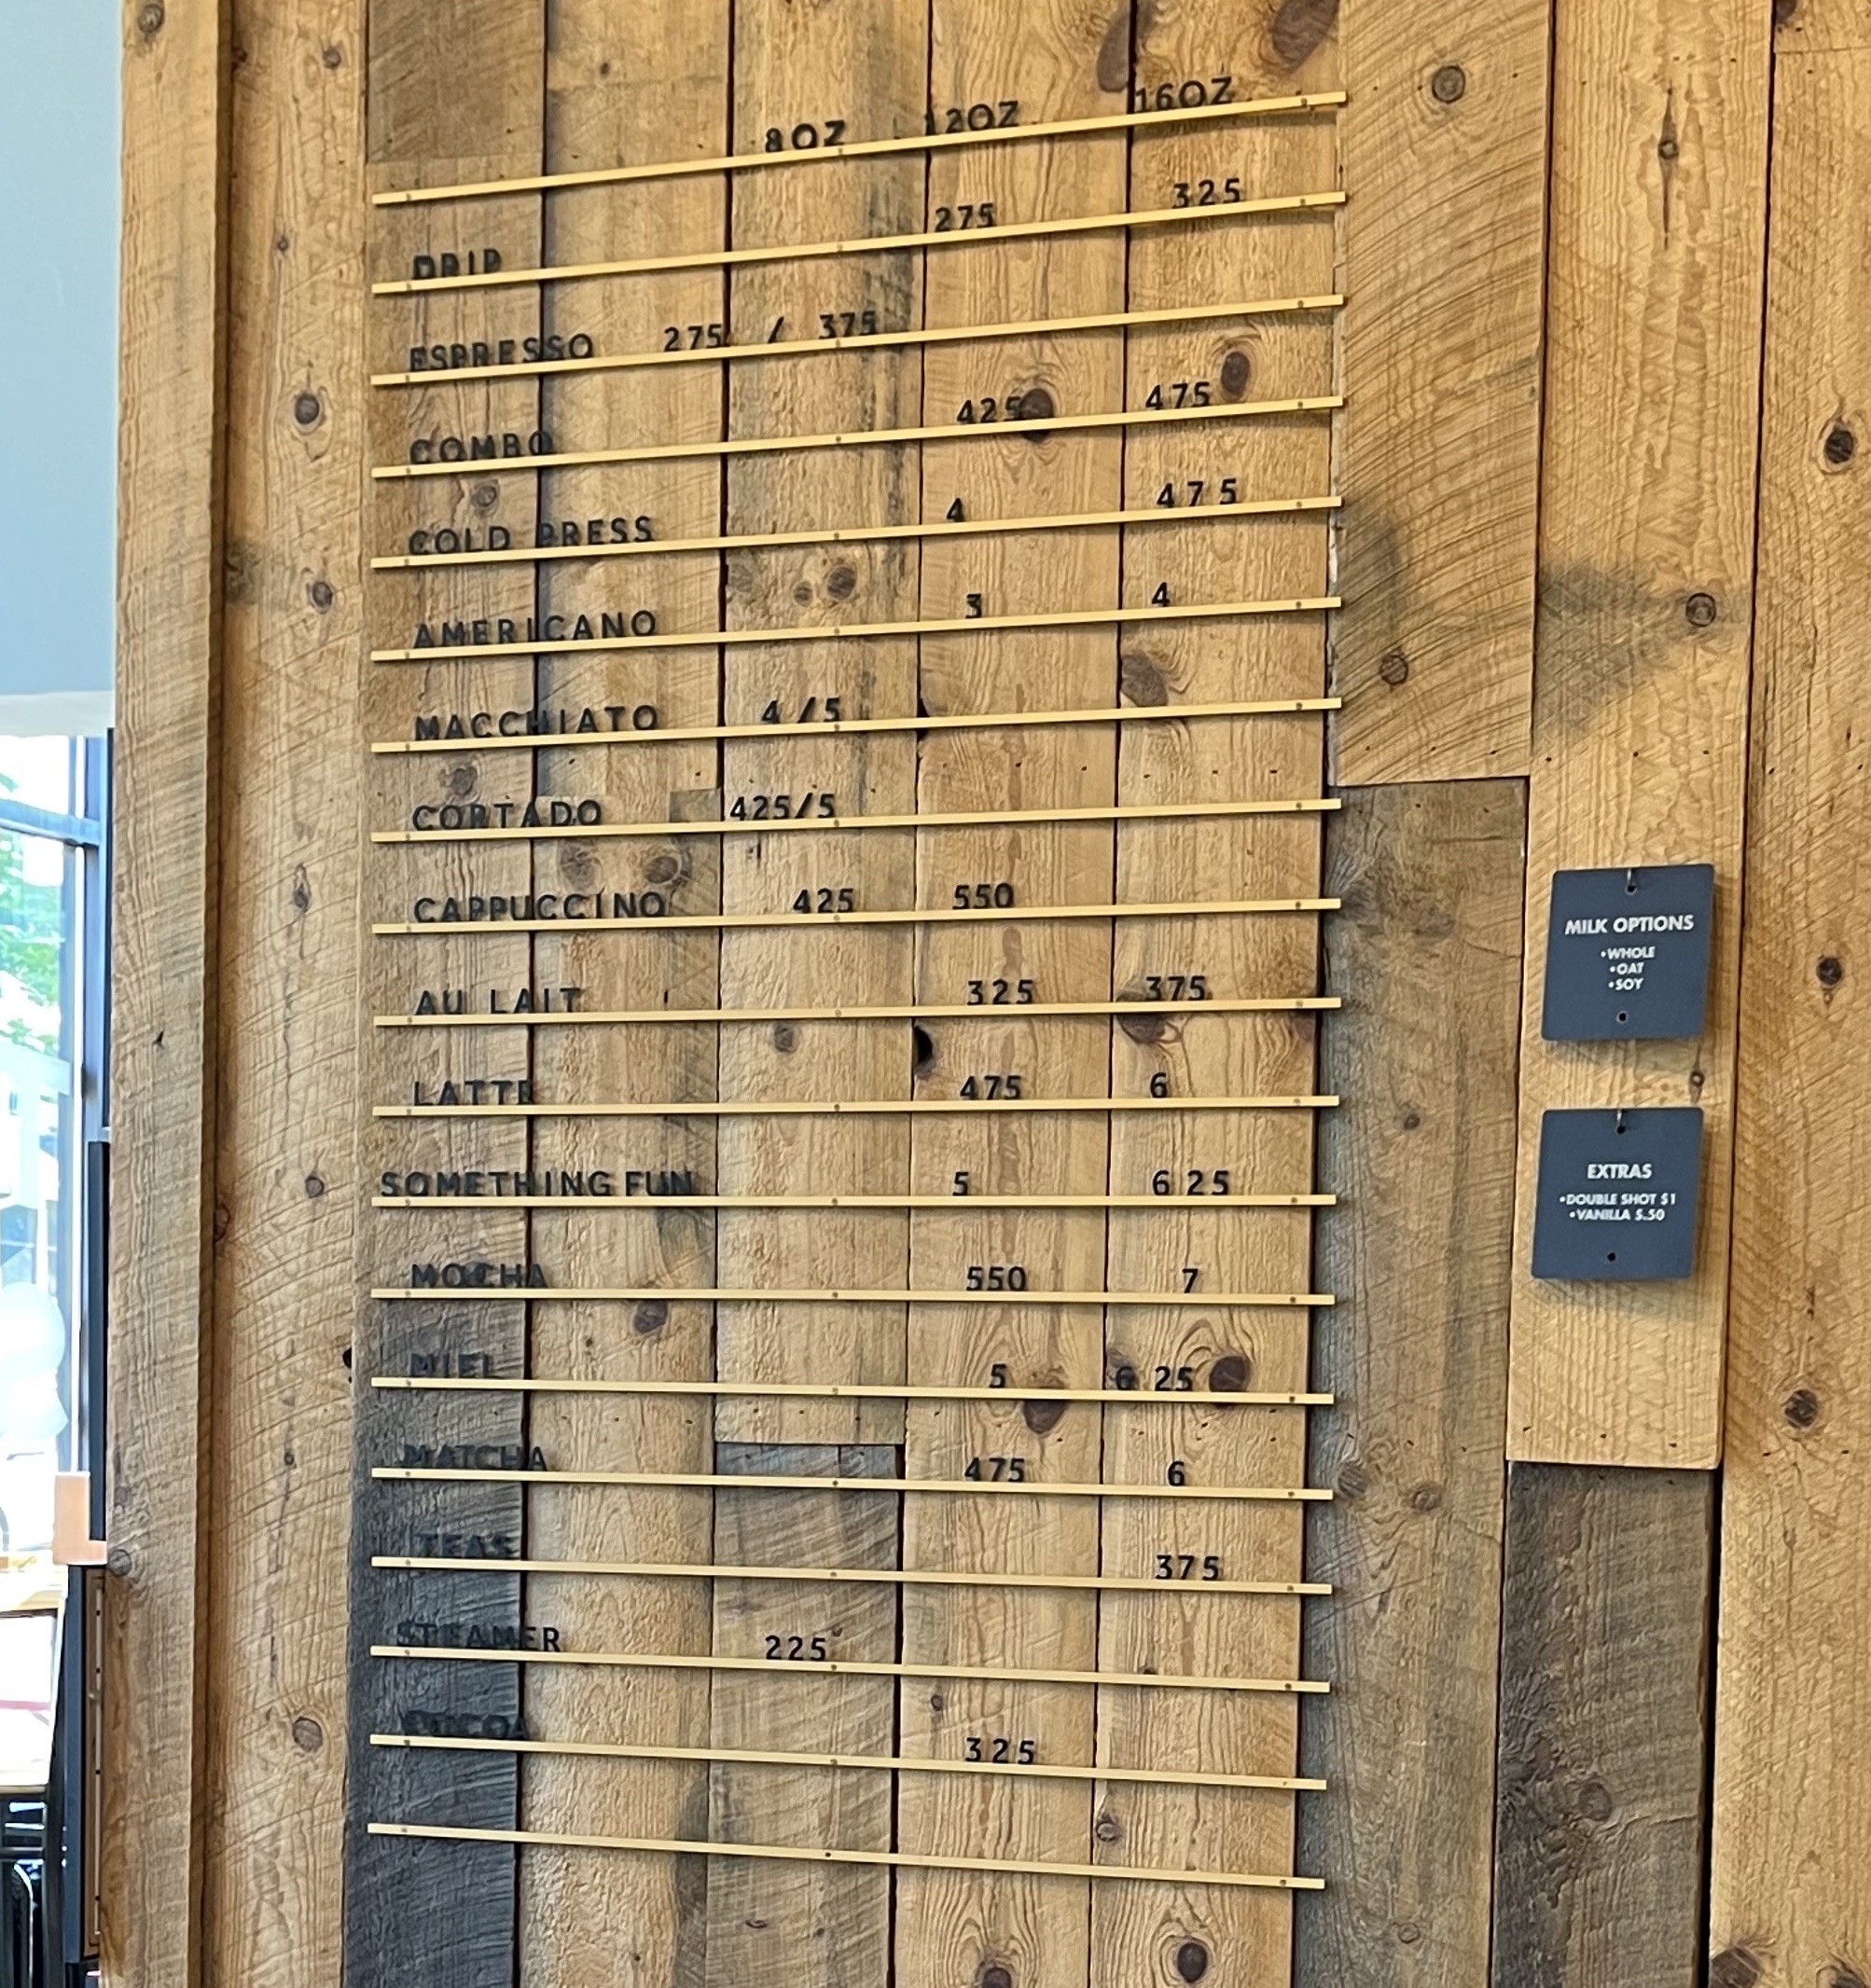 8OZ 12OZ 16OZ
DRIP 275 325
ESPRESSO 275 / 375
COMBO 425 475
COLD PRESS 4 475
AMERICANO 3 4
MACCHIATO 4/5
CORTADO 425/5
CAPPUCCINO 425 550
AU LAIT 325 375
LATTE 475 6
SOMETHING FUN 5 625
MOCHA 550 7
MIEL 5 625
MATCHA 475 6
TEAS 375
STEAMER 225
COCOA 325
MILK OPTIONS
•WHOLE
•OAT
•SOY
EXTRAS
•DOUBLE SHOT $1
•VANILLA $.50